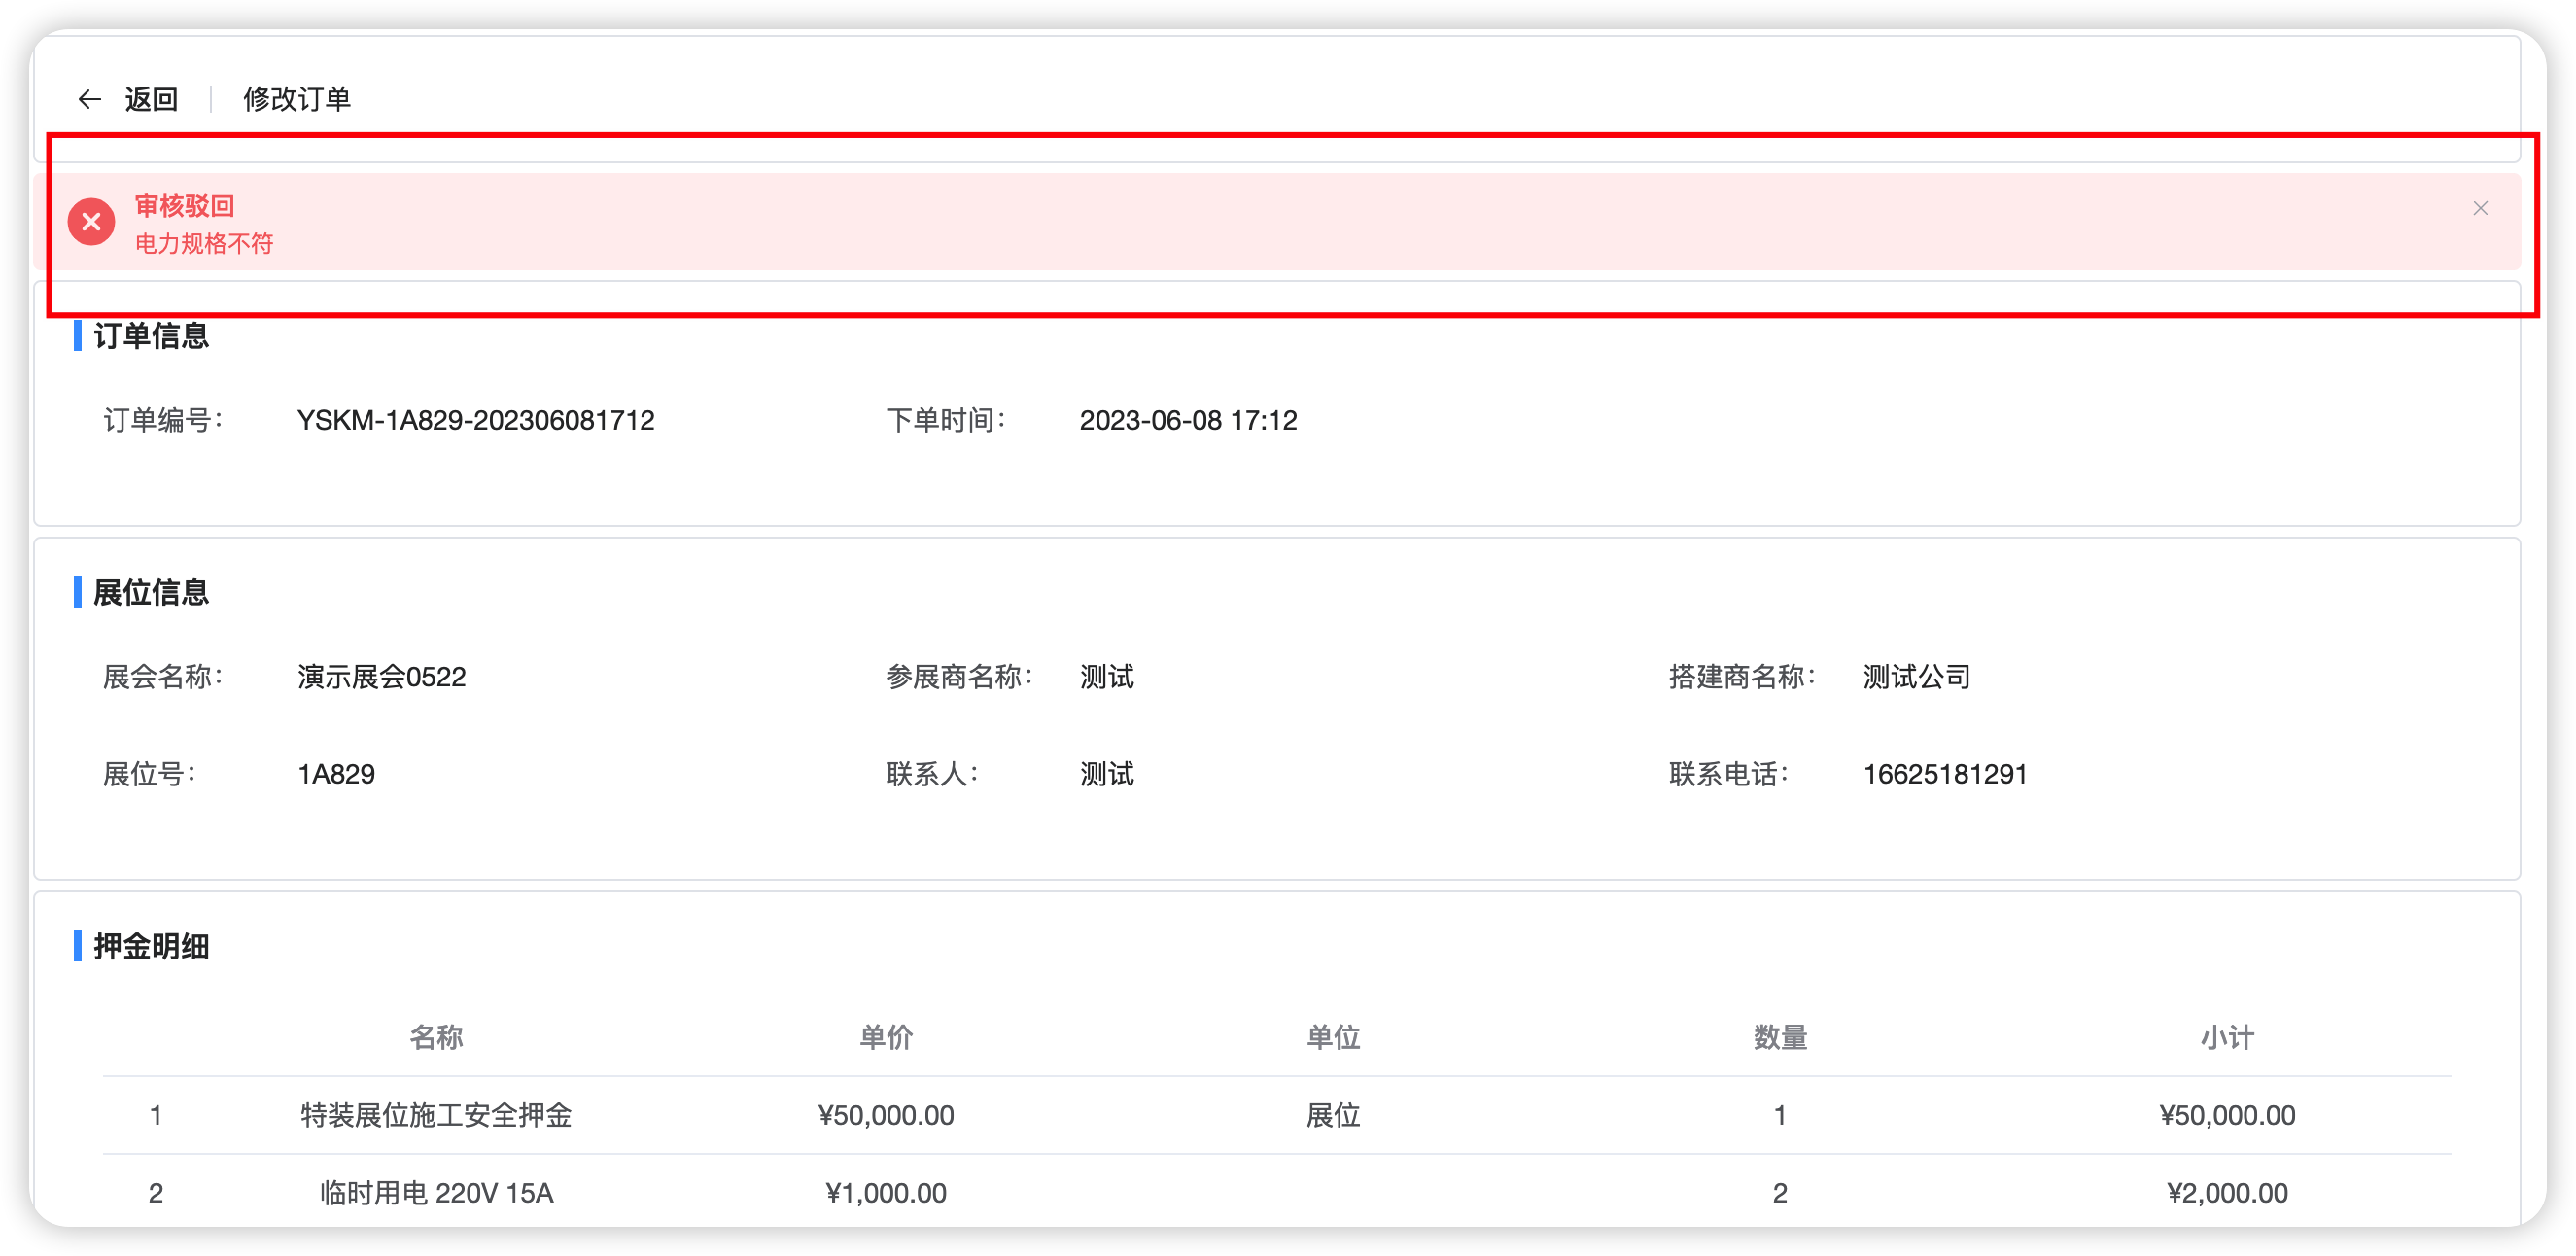 返回 修改订单
审核驳回
电力规格不符
订单信息
订单编号： YSKM-1A829-202306081712 下单时间： 2023-06-08 17:12
展位信息
展会名称： 演示展会0522 参展商名称： 测试 搭建商名称： 测试公司
展位号： 1A829 联系人： 测试 联系电话： 16625181291
押金明细
名称 单价 单位 数量 小计
1 特装展位施工安全押金 ¥50,000.00 展位 1 ¥50,000.00
2 临时用电 220V 15A ¥1,000.00 2 ¥2,000.00